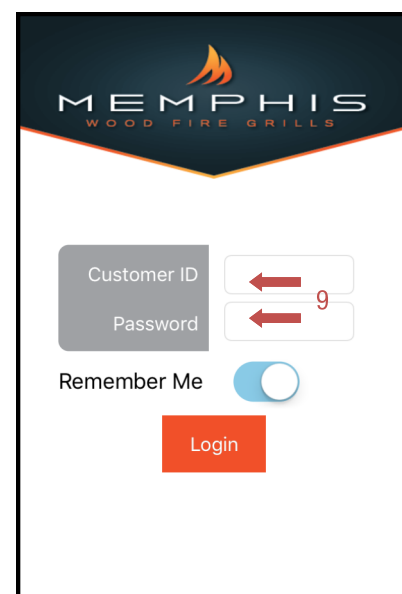 MEMPHIS
WOOD FIRE GRILLS
Customer ID
9
Password
Remember Me
Login